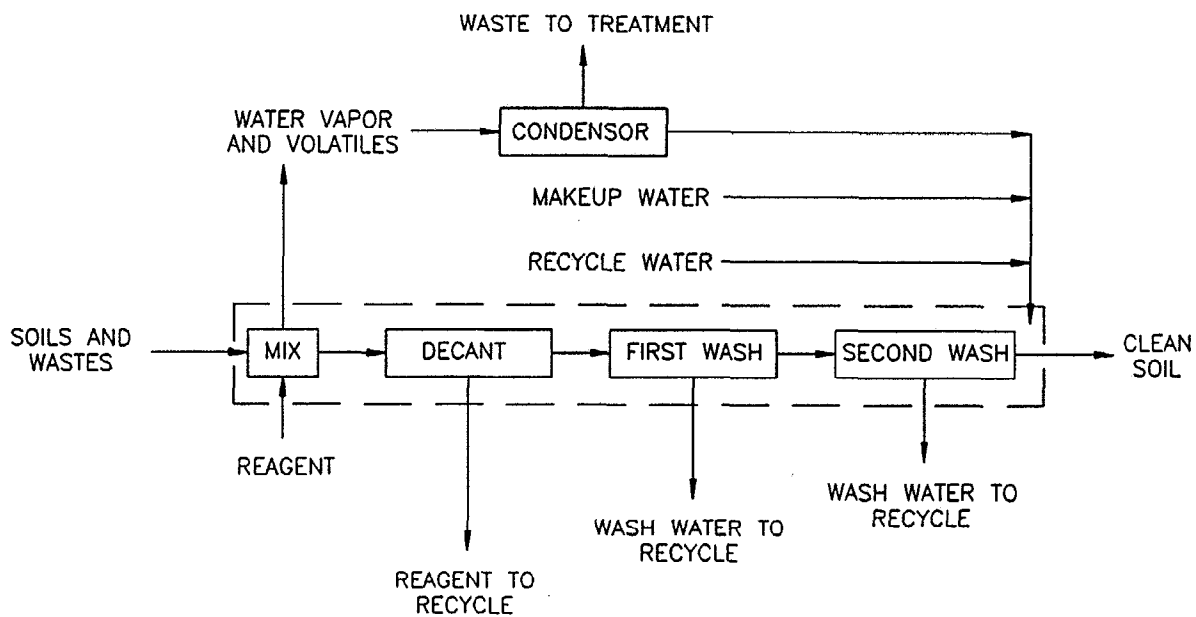 WASTE TO TREATMENT
WATER VAPOR
AND VOLATILES
CONDENSOR
MAKEUP WATER
RECYCLE WATER
SOILS AND
WASTES
MIX
DECANT
FIRST WASH
SECOND WASH
CLEAN
SOIL
REAGENT
WASH WATER TO
RECYCLE
WASH WATER TO
RECYCLE
REAGENT TO
RECYCLE